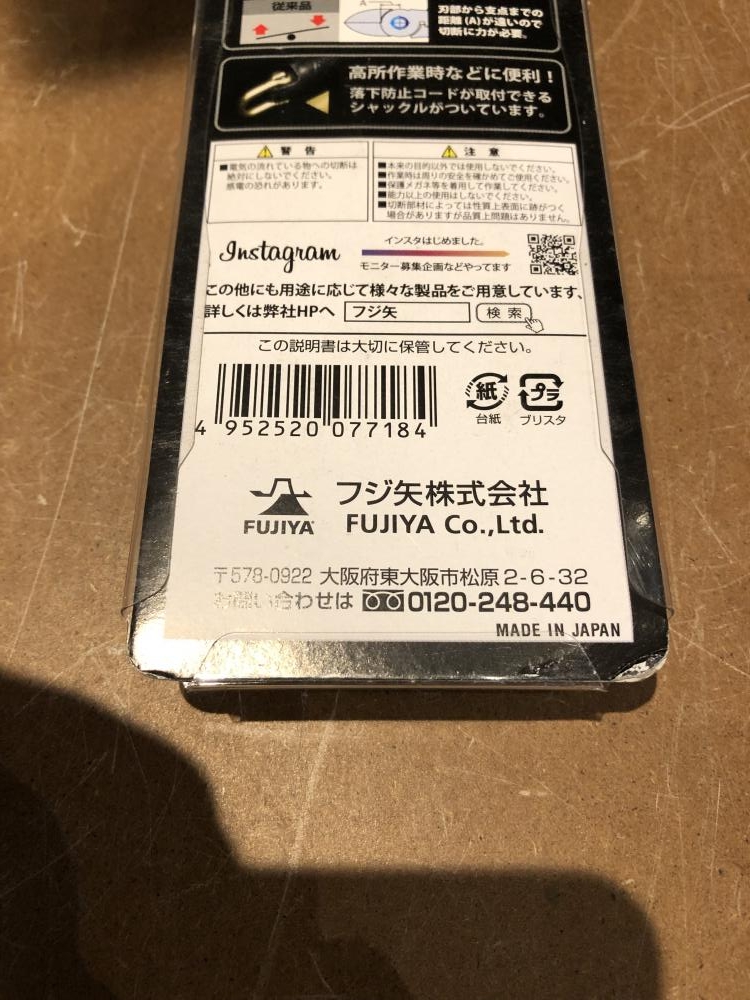 従来品
A
刃部から支点までの
距離(A)が遠いので
切断に力が必要。
高所作業時などに便利！
落下防止コードが取付できる
シャックルがついています。
警告
■電気の流れている物への切断は
絶対にしないでください。
感電の恐れがあります。
注意
■本来の目的以外では使用しないでください。
■作業時は周りの安全を確かめてご使用ください。
■保護メガネ等を着用して作業してください。
■能力以上の使用はしないでください。
■切断部材によっては性質上表面に跡がつく
場合がありますが品質上問題はありません。
Instagram
インスタはじめました。
モニター募集企画などやってます
この他にも用途に応じて様々な製品をご用意しています。
詳しくは弊社HPへ フジ矢 検索
この説明書は大切に保管してください。
4 952520 077184
紙
台紙
プラ
ブリスタ
FUJIYA
フジ矢株式会社
FUJIYA Co.,Ltd.
〒578-0922 大阪府東大阪市松原2-6-32
お問い合わせは 0120-248-440
MADE IN JAPAN